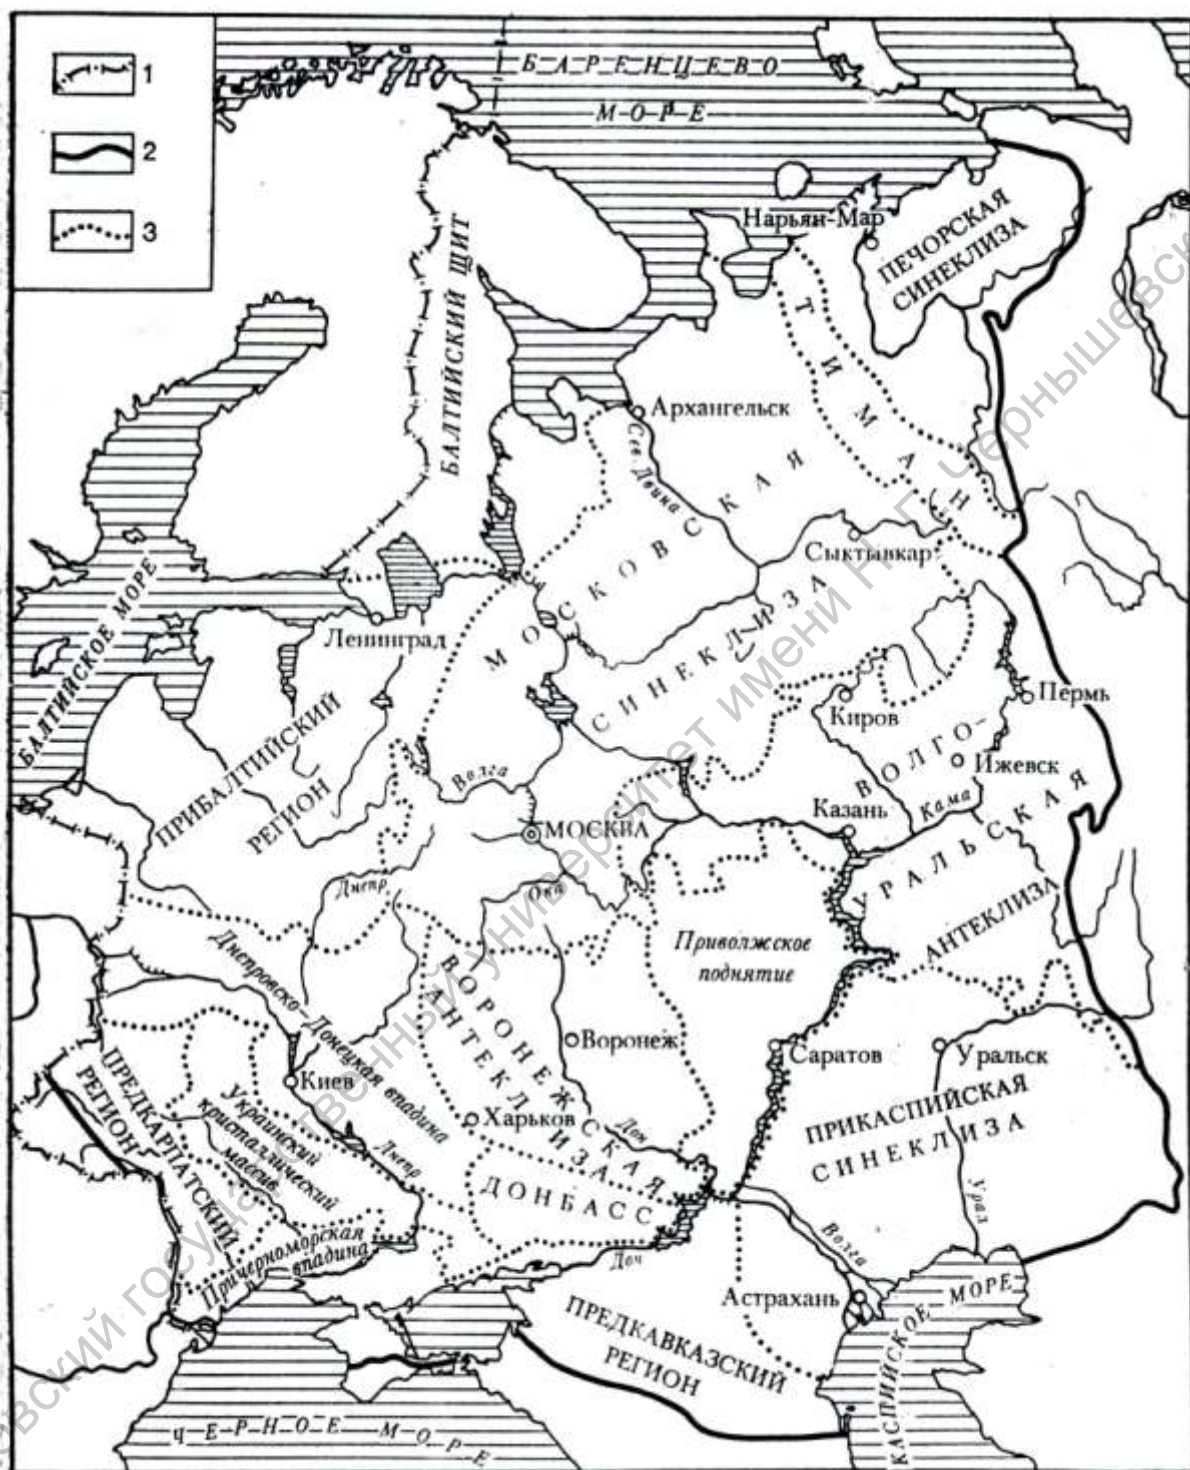 1
2
3
БАРЕНЦЕВО
МОРЕ
Нарьян-Мар
ПЕЧОРСКАЯ
СИНЕКЛИЗА
БАЛТИЙСКИЙ ЩИТ
ТИМАН
Архангельск
Сев. Двина
МОСКОВСКАЯ
СИНЕКЛИЗА
Сыктывкар
БАЛТИЙСКОЕ МОРЕ
Ленинград
Киров
Пермь
ПРИБАЛТИЙСКИЙ
РЕГИОН
Волга
Ижевск
ВОЛГО-
УРАЛЬСКАЯ
АНТЕКЛИЗА
МОСКВА
Казань
Кама
Днепр
Ока
Приволжское
поднятие
Днепровско-Донецкая впадина
ВОРОНЕЖСКАЯ
АНТЕКЛИЗА
Воронеж
Саратов
Уральск
ПРЕДКАРПАТСКИЙ
РЕГИОН
Киев
Украинский
кристаллический
массив
Харьков
Днепр
Дон
ПРИКАСПИЙСКАЯ
СИНЕКЛИЗА
ДОНБАСС
Урал
Причерноморская
впадина
Дон
Волга
Астрахань
ПРЕДКАВКАЗСКИЙ
РЕГИОН
КАСПИЙСКОЕ МОРЕ
ЧЕРНОЕ МОРЕ
университет имени Н. Г. Чернышевск